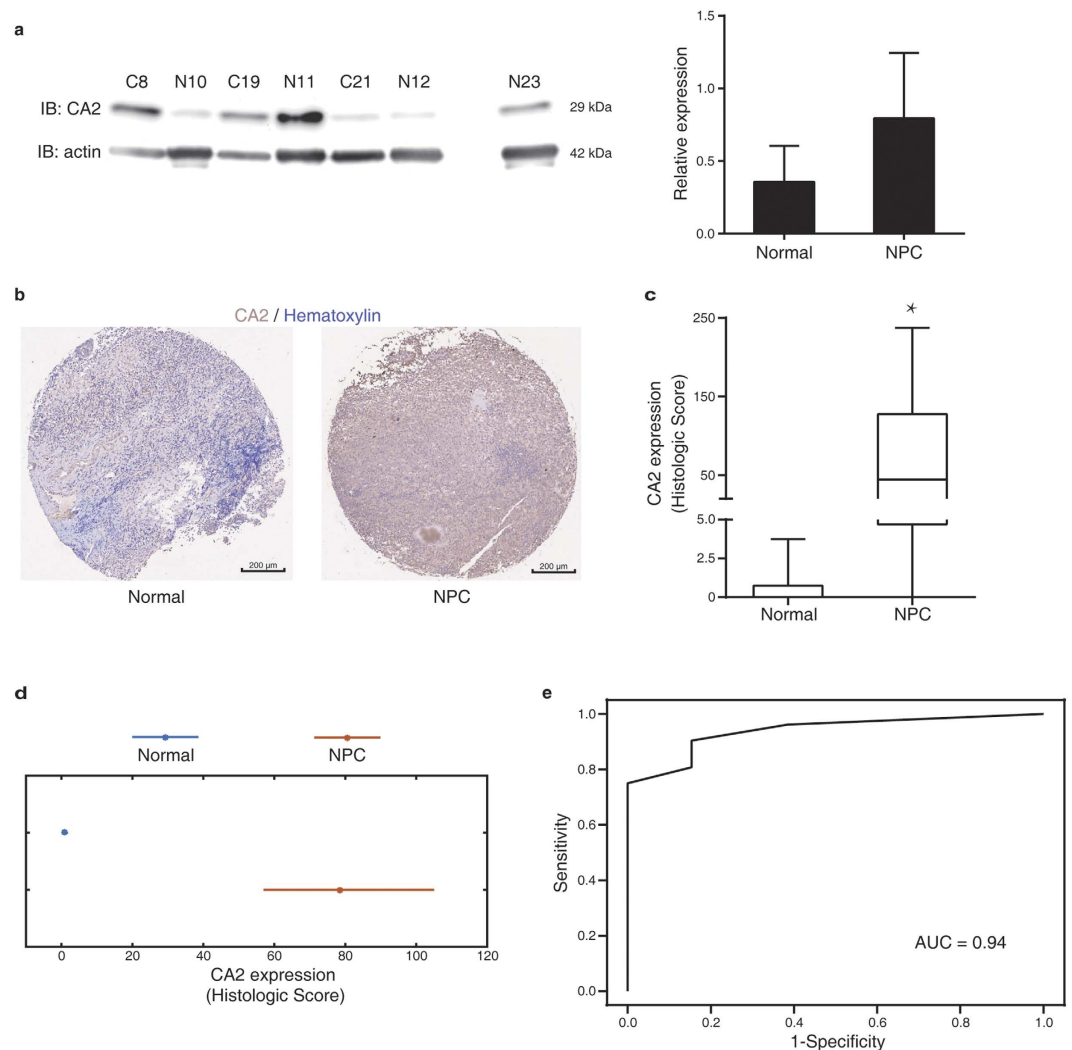 a
C8 N10 C19 N11 C21 N12 N23
IB: CA2 29 kDa
IB: actin 42 kDa
Relative expression
1.5
1.0
0.5
0.0
Normal NPC
b
CA2 / Hematoxylin
200 µm 200 µm
Normal NPC
c
CA2 expression
(Histologic Score)
250
150
50
5.0
2.5
0
*
Normal NPC
d
Normal NPC
0 20 40 60 80 100 120
CA2 expression
(Histologic Score)
e
Sensitivity
1.0
0.8
0.6
0.4
0.2
0.0
AUC = 0.94
0.0 0.2 0.4 0.6 0.8 1.0
1-Specificity